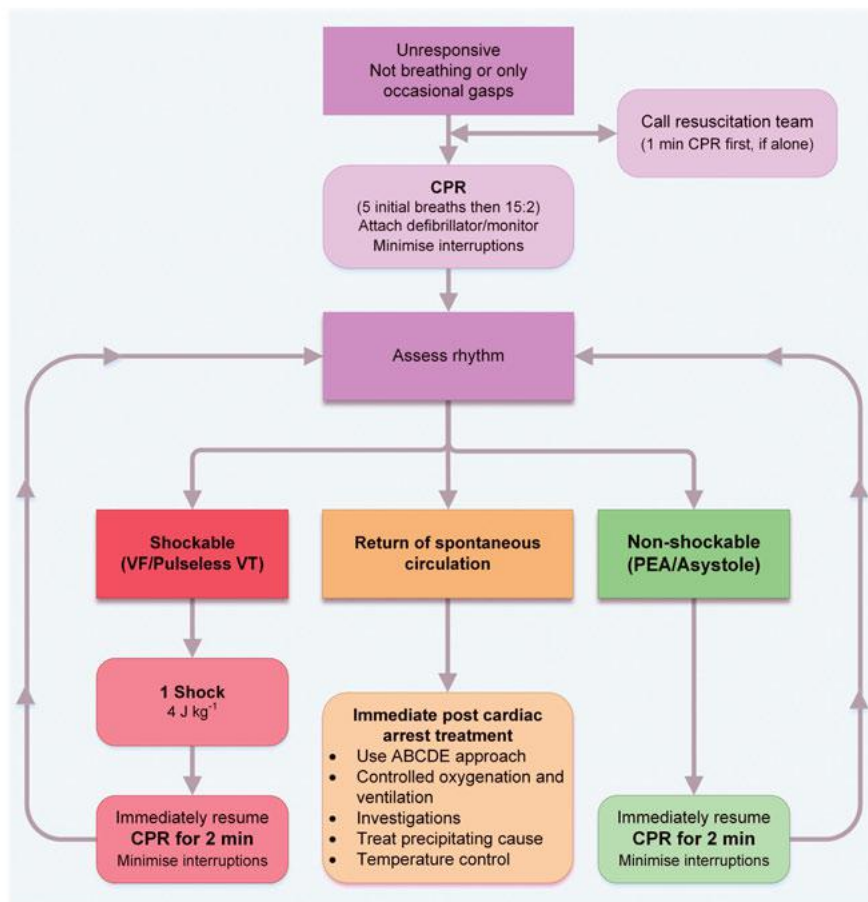 Unresponsive
Not breathing or only
occasional gasps
Call resuscitation team
(1 min CPR first, if alone)
CPR
(5 initial breaths then 15:2)
Attach defibrillator/monitor
Minimise interruptions
Assess rhythm
Shockable
(VF/Pulseless VT)
Return of spontaneous
circulation
Non-shockable
(PEA/Asystole)
1 Shock
4 J kg⁻¹
Immediate post cardiac
arrest treatment
• Use ABCDE approach
• Controlled oxygenation and
ventilation
• Investigations
• Treat precipitating cause
• Temperature control
Immediately resume
CPR for 2 min
Minimise interruptions
Immediately resume
CPR for 2 min
Minimise interruptions